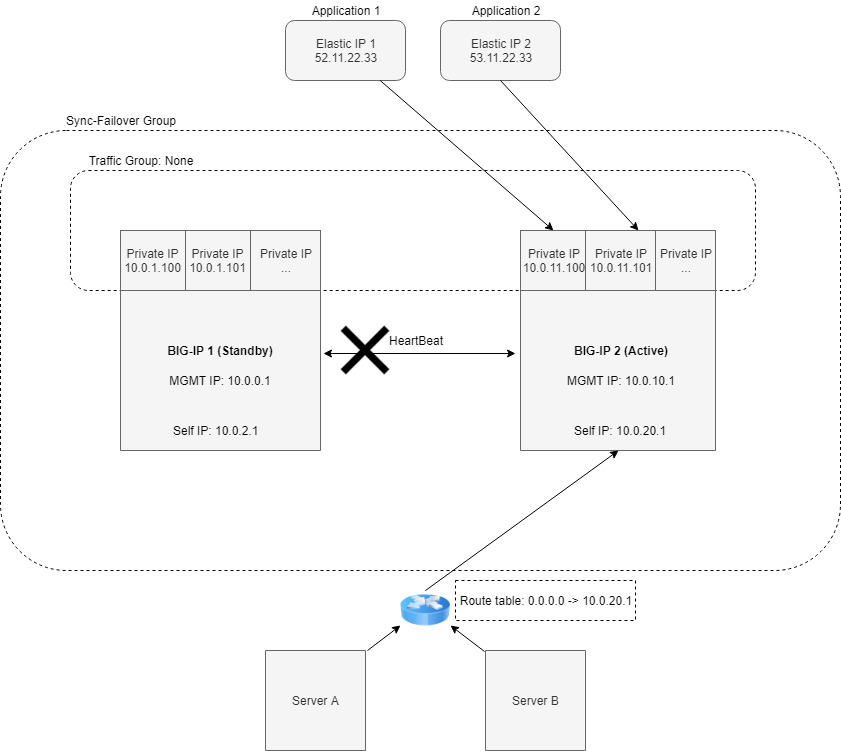 Application 1
Application 2
Elastic IP 1
52.11.22.33
Elastic IP 2
53.11.22.33
Sync-Failover Group
Traffic Group: None
Private IP
10.0.1.100
Private IP
10.0.1.101
Private IP
...
Private IP
10.0.11.100
Private IP
10.0.11.101
Private IP
...
BIG-IP 1 (Standby)
MGMT IP: 10.0.0.1
Self IP: 10.0.2.1
HeartBeat
BIG-IP 2 (Active)
MGMT IP: 10.0.10.1
Self IP: 10.0.20.1
Route table: 0.0.0.0 -> 10.0.20.1
Server A
Server B